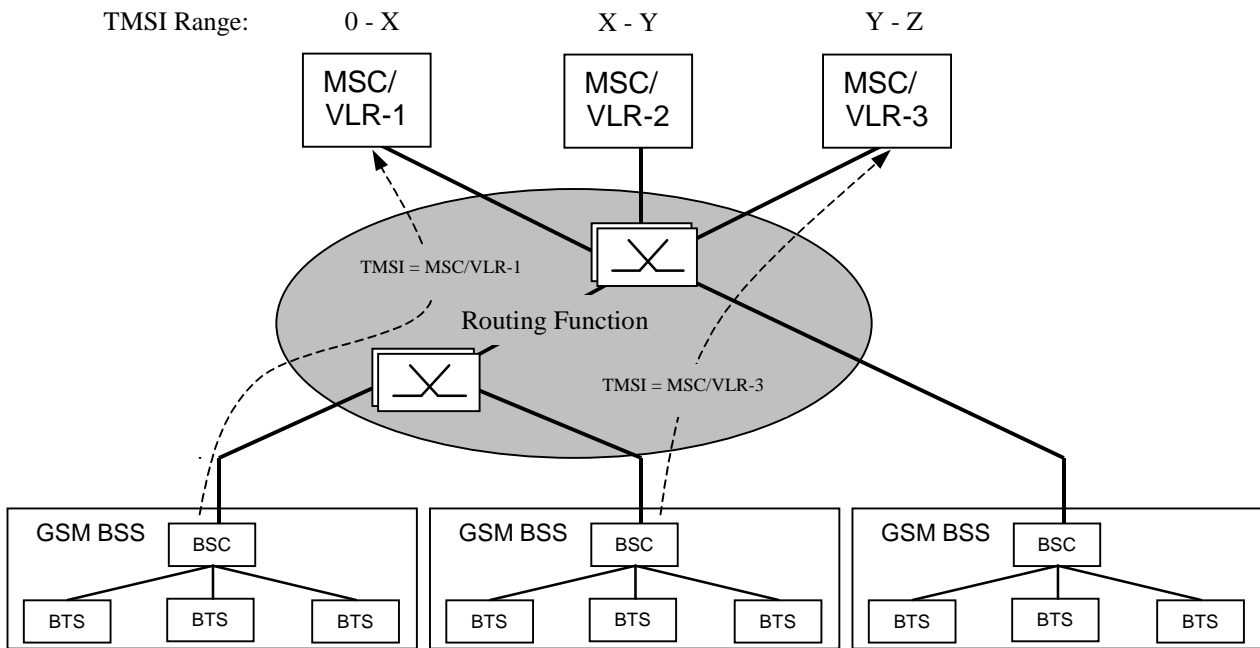 TMSI Range: 0 - X X - Y Y - Z
MSC/
VLR-1
MSC/
VLR-2
MSC/
VLR-3
TMSI = MSC/VLR-1
Routing Function
TMSI = MSC/VLR-3
GSM BSS
BSC
BTS
BTS
BTS
GSM BSS
BSC
BTS
BTS
BTS
GSM BSS
BSC
BTS
BTS
BTS